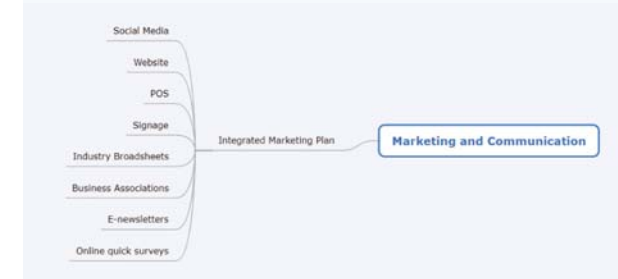 Social Media
Website
POS
Signage
Integrated Marketing Plan
Marketing and Communication
Industry Broadsheets
Business Associations
E-newsletters
Online quick surveys